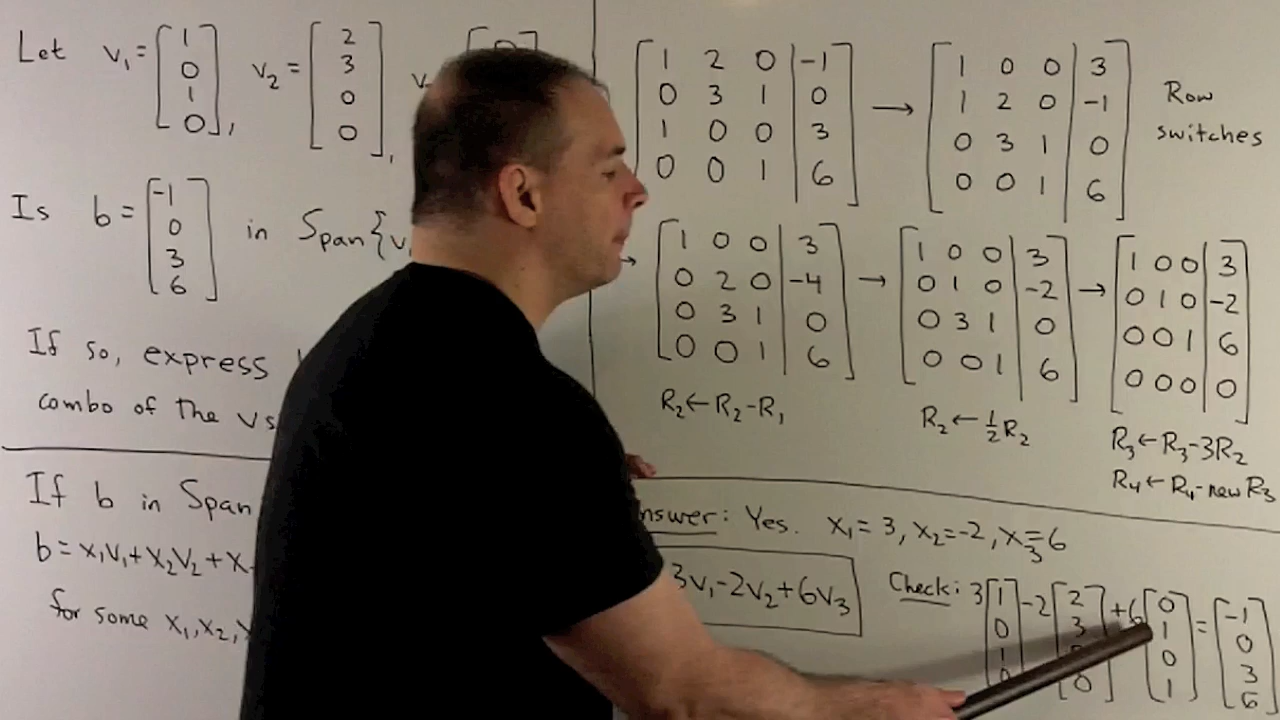 Let v₁ = [1 0 1 0], v₂ = [2 3 0 0], v
Is b = [-1 0 3 6] in Span{v
If so, express
combo of the vs
If b in Span
b = x₁v₁ + x₂v₂ + x
for some x₁, x₂,
[1 2 0 | -1] → [1 0 0 | 3] Row
[0 3 1 | 0] [1 2 0 | -1] switches
[1 0 0 | 3] [0 3 1 | 0]
[0 0 1 | 6] [0 0 1 | 6]
→ [1 0 0 | 3] → [1 0 0 | 3] → [1 0 0 | 3]
[0 2 0 | -4] [0 1 0 | -2] [0 1 0 | -2]
[0 3 1 | 0] [0 3 1 | 0] [0 0 1 | 6]
[0 0 1 | 6] [0 0 1 | 6] [0 0 0 | 0]
R₂ ← R₂ - R₁
R₂ ← ½R₂
R₃ ← R₃ - 3R₂
R₄ ← R₄ - new R₃
nswer: Yes. x₁ = 3, x₂ = -2, x₃ = 6
3v₁ - 2v₂ + 6v₃
Check: 3[1 0 1 0] - 2[2 3 0 0] + 6[0 1 0 1] = [-1 0 3 6]